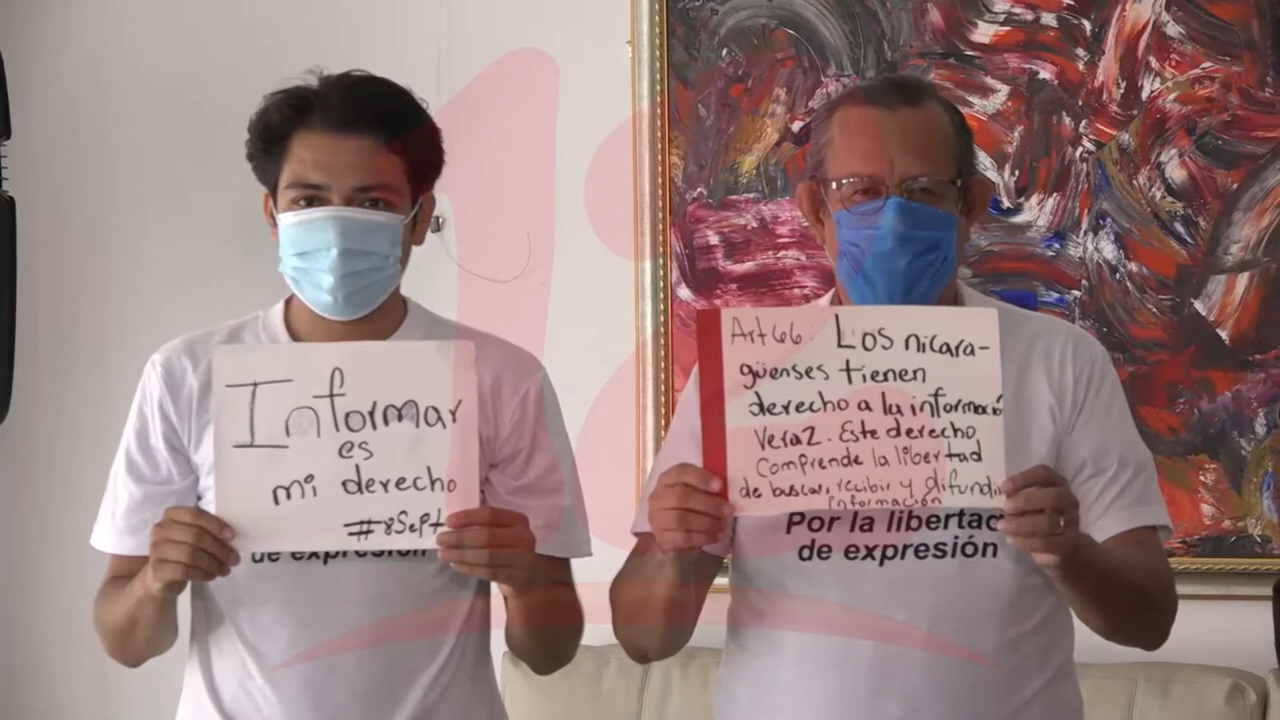 Informar
es
mi derecho
#8Sept
de expresión
Art 66. Los nicara-
güenses tienen
derecho a la informació
Veraz. Este derecho
Comprende la libertad
de buscar, recibir y difundir
Información
Por la libertad
de expresión
12